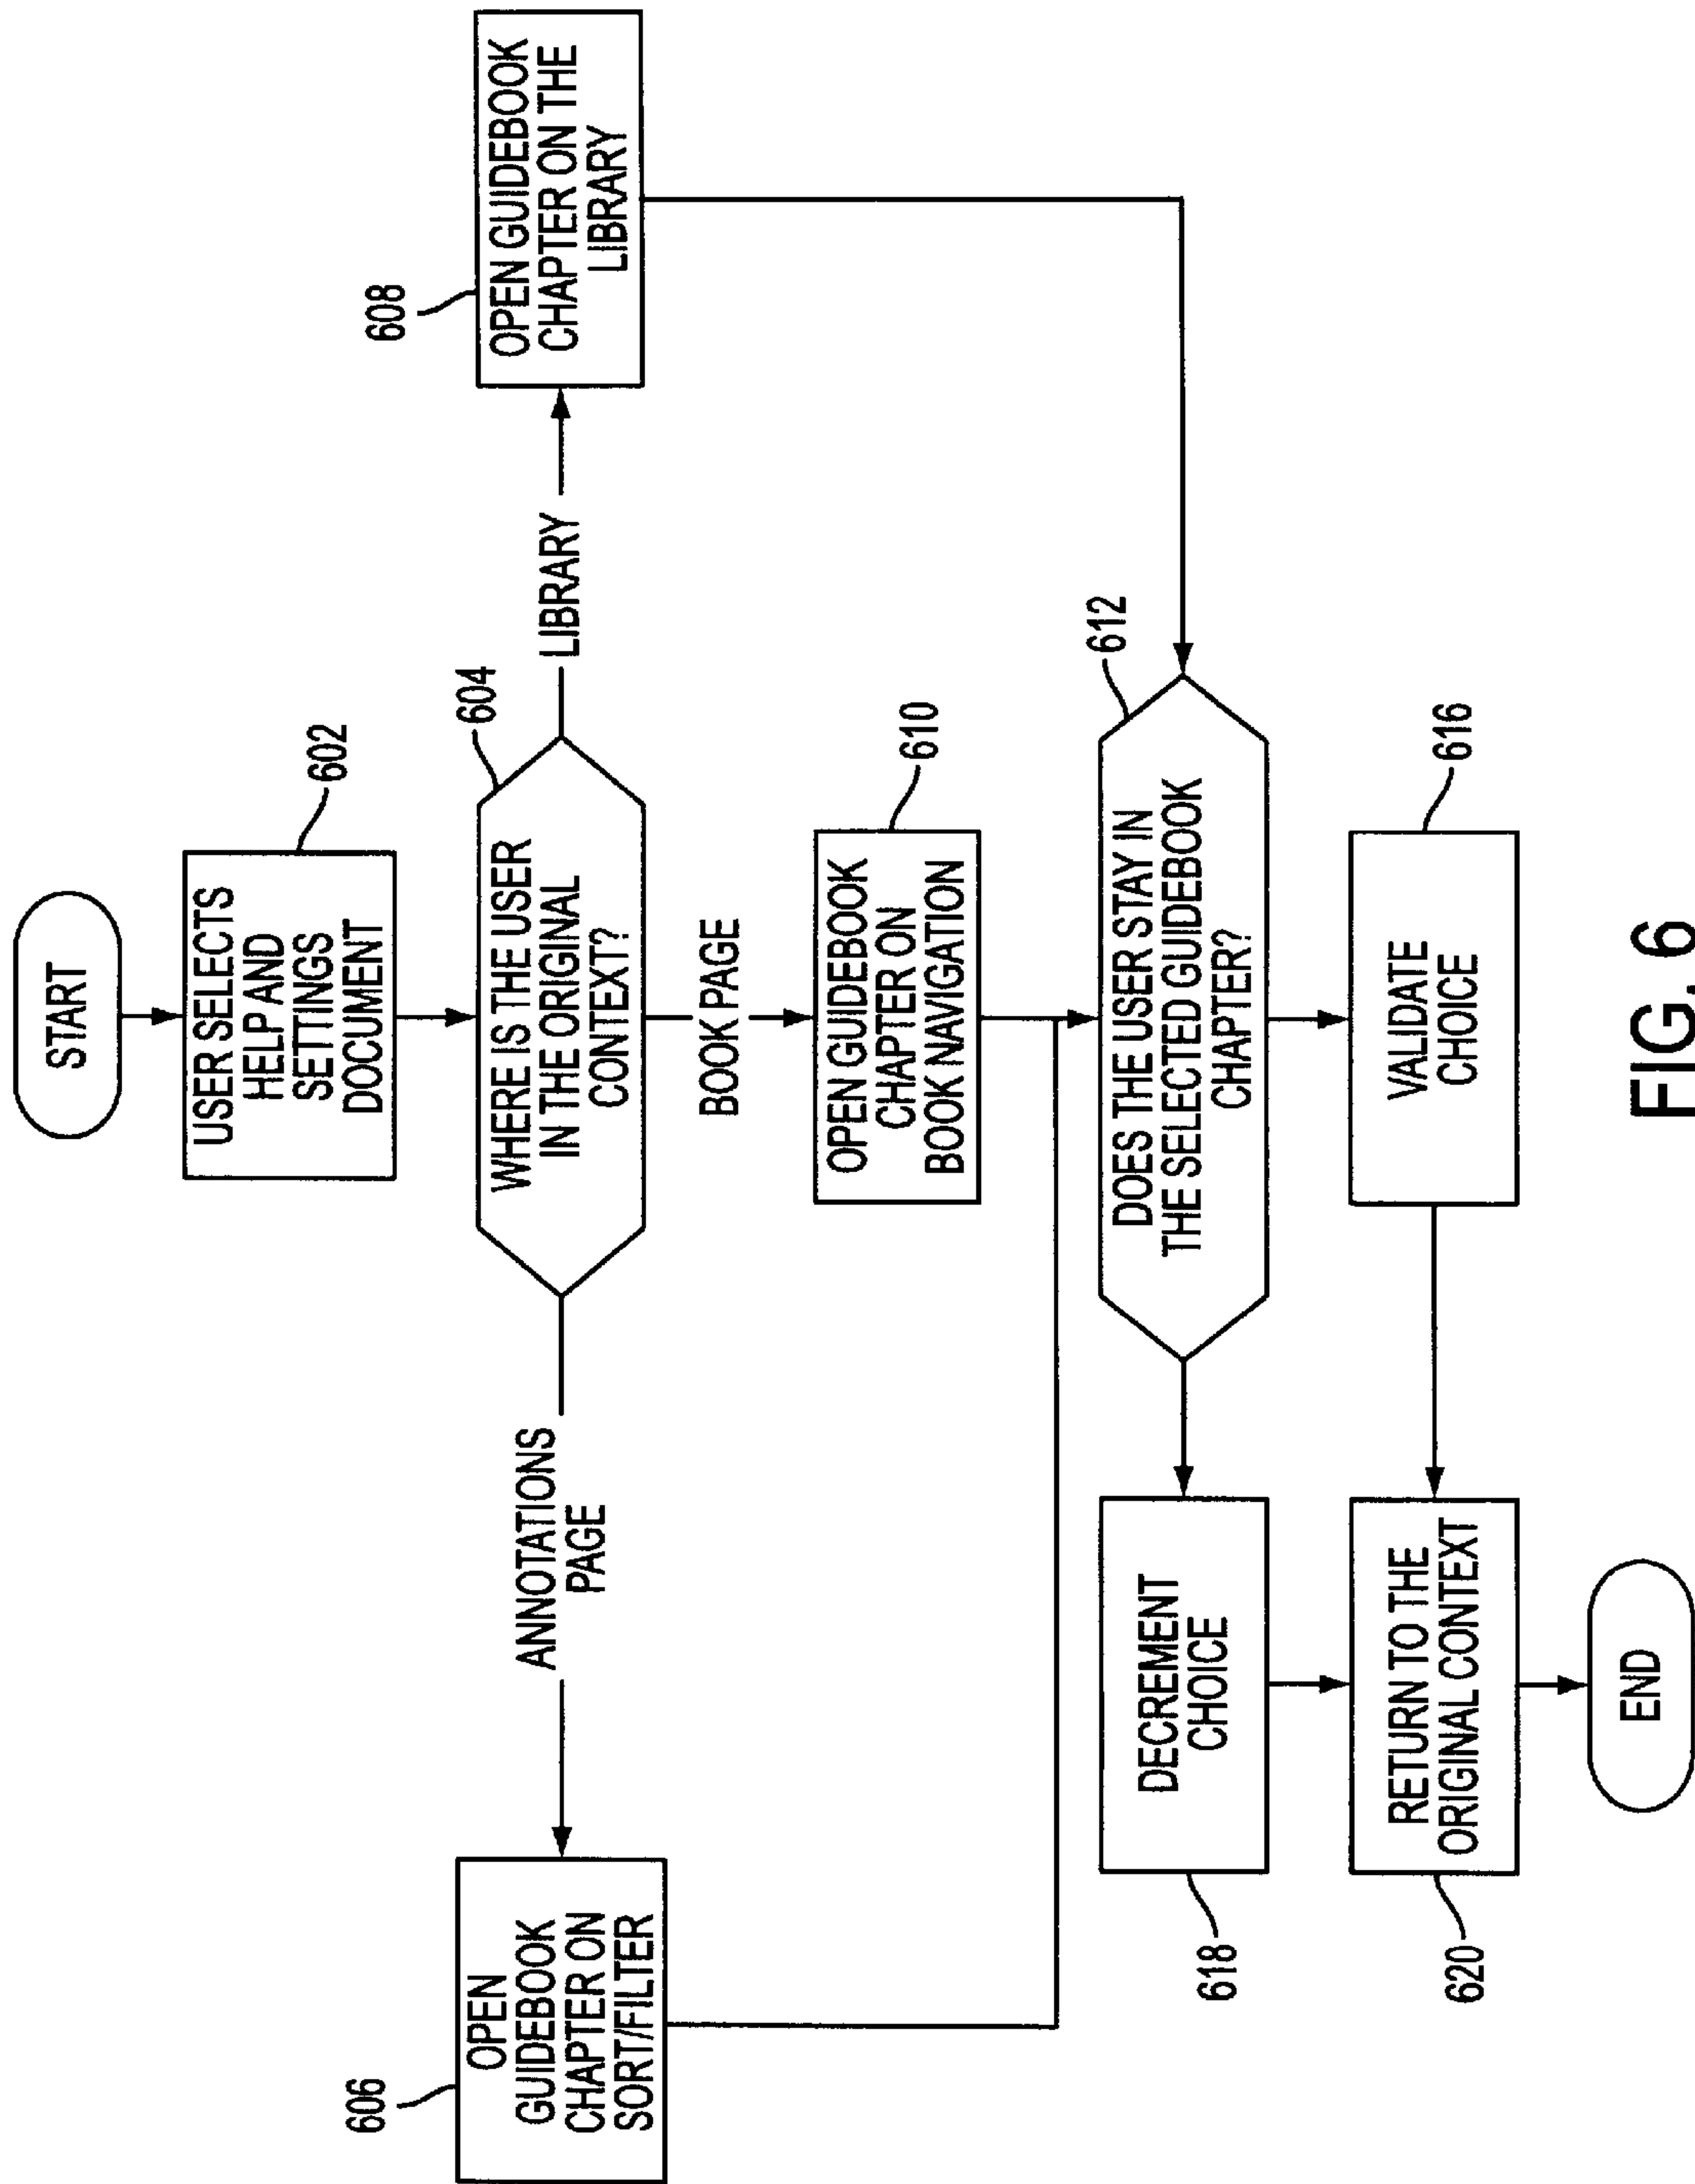 START
USER SELECTS
HELP AND
SETTINGS
DOCUMENT
602
WHERE IS THE USER
IN THE ORIGINAL
CONTEXT?
604
ANNOTATIONS
PAGE
BOOK PAGE
LIBRARY
OPEN
GUIDEBOOK
CHAPTER ON
SORT/FILTER
606
OPEN GUIDEBOOK
CHAPTER ON
BOOK NAVIGATION
610
OPEN GUIDEBOOK
CHAPTER ON THE
LIBRARY
608
DOES THE USER STAY IN
THE SELECTED GUIDEBOOK
CHAPTER?
612
DECREMENT
CHOICE
618
VALIDATE
CHOICE
616
RETURN TO THE
ORIGINAL CONTEXT
620
END
FIG. 6